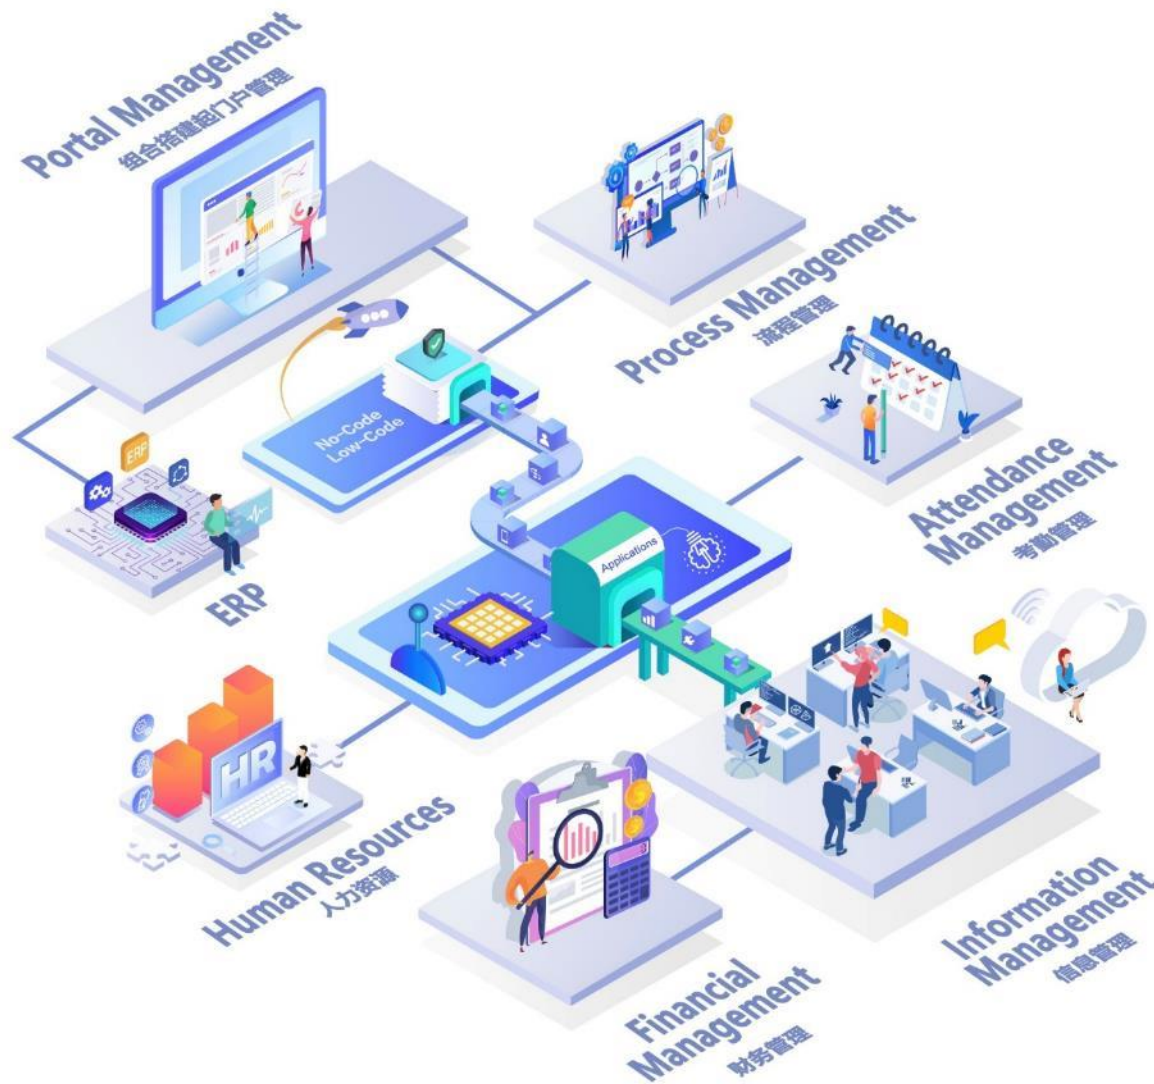 Portal Management
组合搭建起门户管理
Process Management
流程管理
No-Code
Low-Code
Attendance
Management
考勤管理
ERP
ERP
Applications
HR
Human Resources
人力资源
Information
Management
信息管理
Financial
Management
财务管理